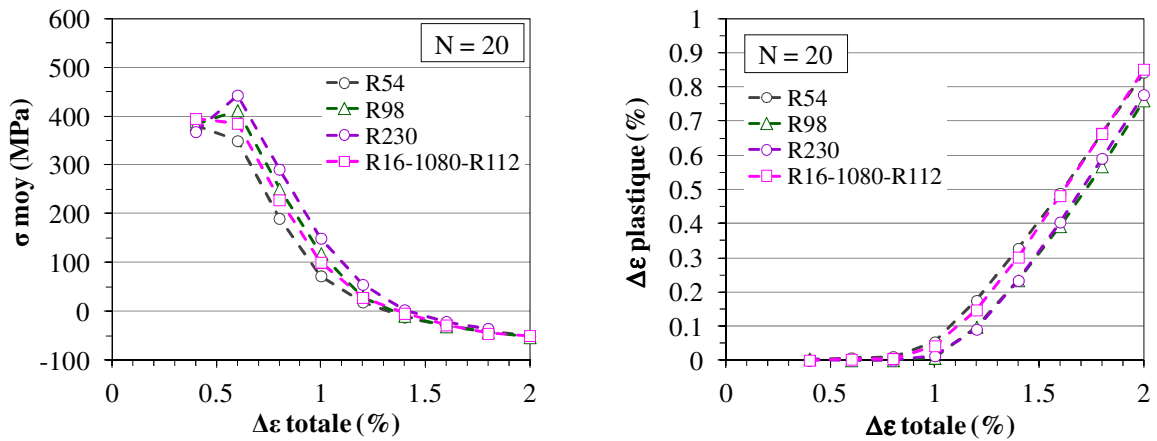 600
500
400
300
200
100
0
-100
σ moy (MPa)
N = 20
R54
R98
R230
R16-1080-R112
0 0.5 1 1.5 2
Δε totale (%)
1
0.9
0.8
0.7
0.6
0.5
0.4
0.3
0.2
0.1
0
Δε plastique (%)
N = 20
R54
R98
R230
R16-1080-R112
0 0.5 1 1.5 2
Δε totale (%)